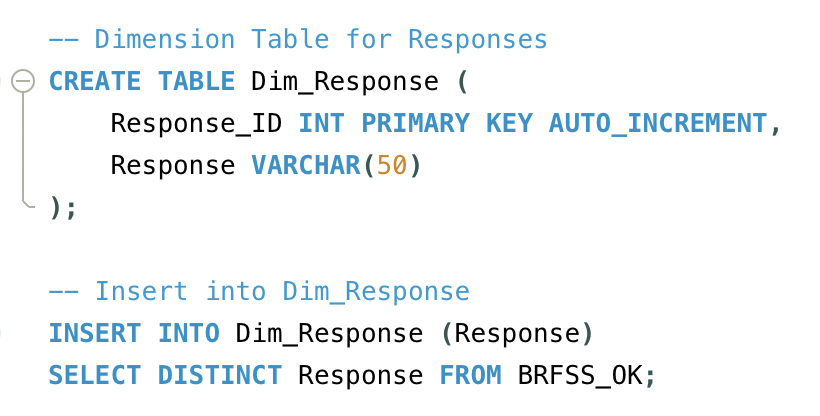 -- Dimension Table for Responses
CREATE TABLE Dim_Response (
    Response_ID INT PRIMARY KEY AUTO_INCREMENT,
    Response VARCHAR(50)
);
-- Insert into Dim_Response
INSERT INTO Dim_Response (Response)
SELECT DISTINCT Response FROM BRFSS_OK;